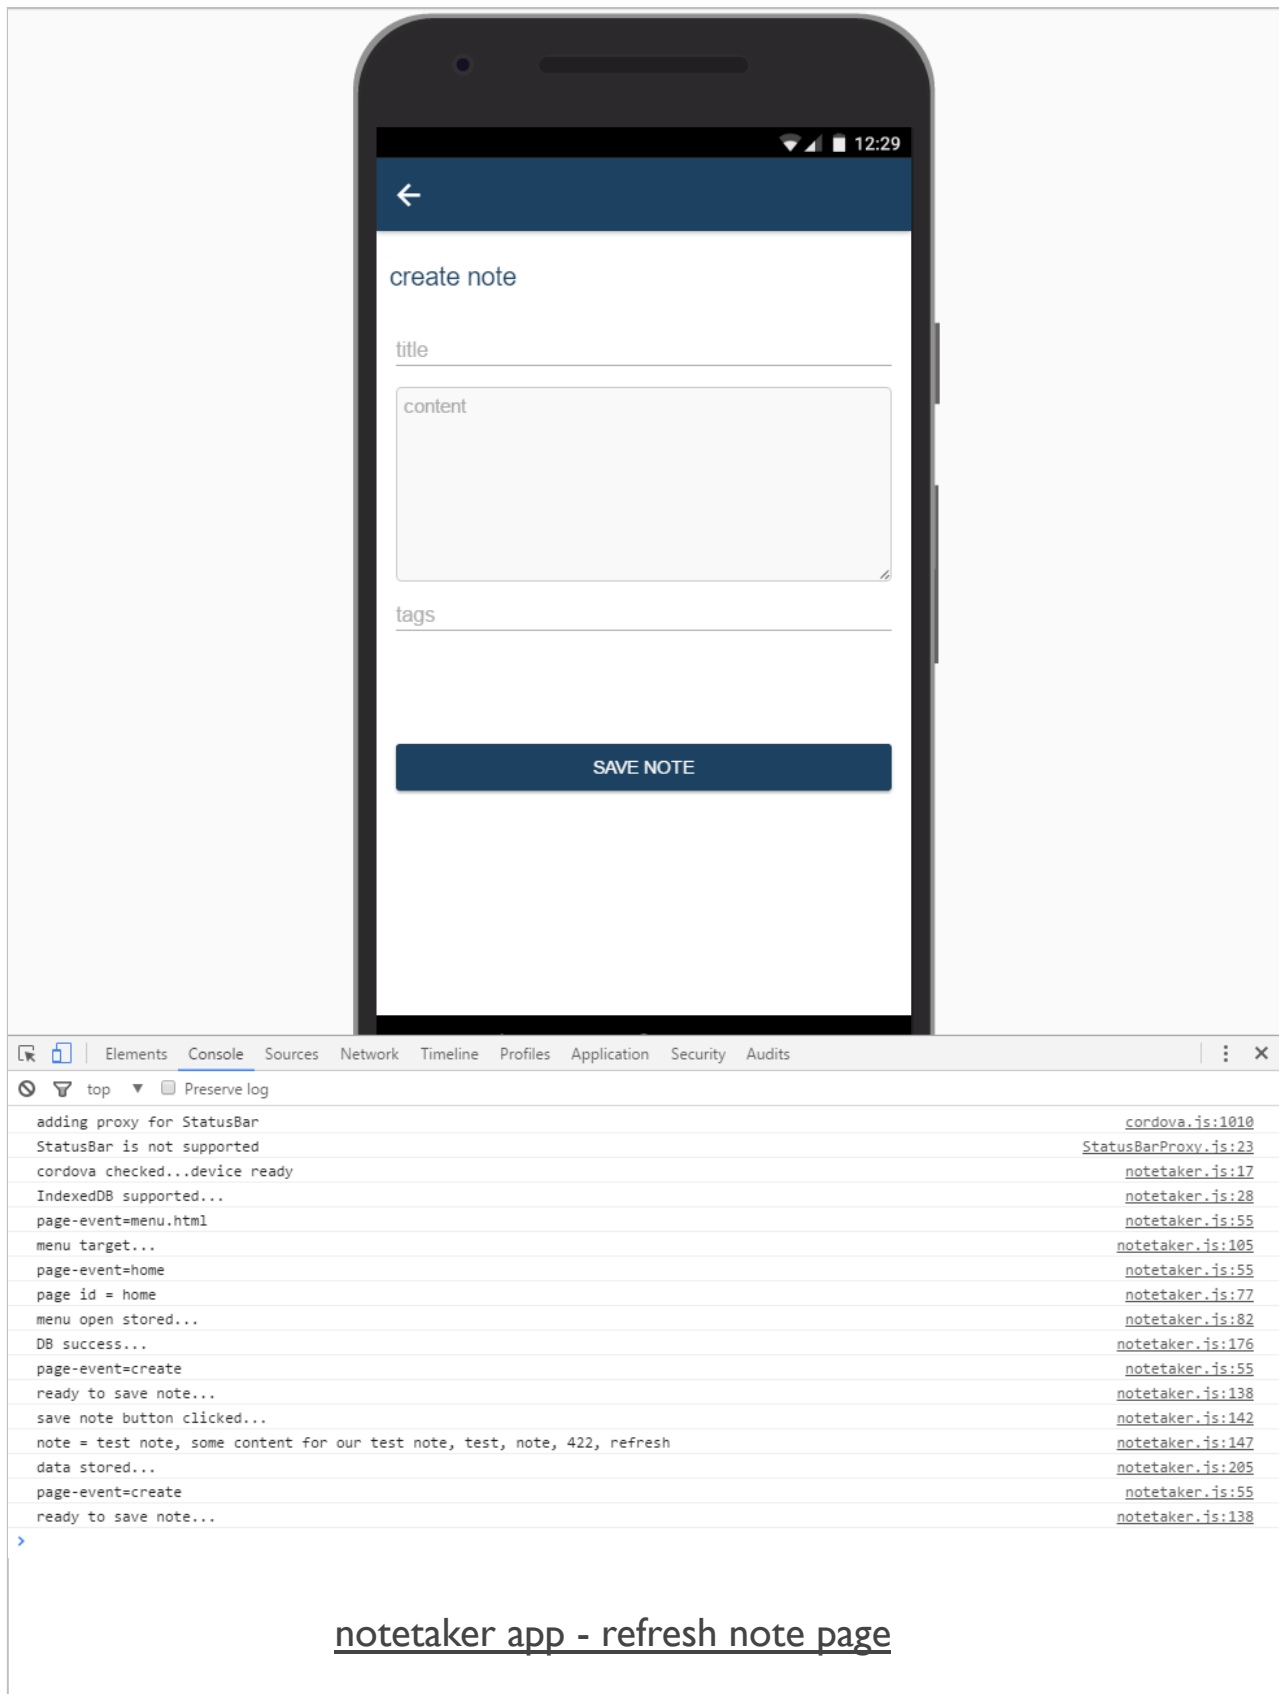 12:29
create note
title
content
tags
SAVE NOTE
Elements Console Sources Network Timeline Profiles Application Security Audits
top Preserve log
adding proxy for StatusBar cordova.js:1010
StatusBar is not supported StatusBarProxy.js:23
cordova checked...device ready notetaker.js:17
IndexedDB supported... notetaker.js:28
page-event=menu.html notetaker.js:55
menu target... notetaker.js:105
page-event=home notetaker.js:55
page id = home notetaker.js:77
menu open stored... notetaker.js:82
DB success... notetaker.js:176
page-event=create notetaker.js:55
ready to save note... notetaker.js:138
save note button clicked... notetaker.js:142
note = test note, some content for our test note, test, note, 422, refresh notetaker.js:147
data stored... notetaker.js:205
page-event=create notetaker.js:55
ready to save note... notetaker.js:138
notetaker app - refresh note page